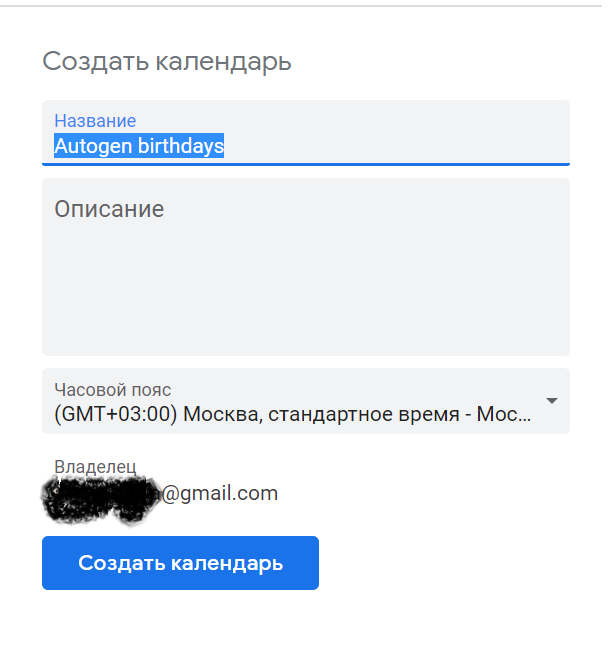 Создать календарь
Название
Autogen birthdays
Описание
Часовой пояс
(GMT+03:00) Москва, стандартное время - Мос...
Владелец
@gmail.com
Создать календарь